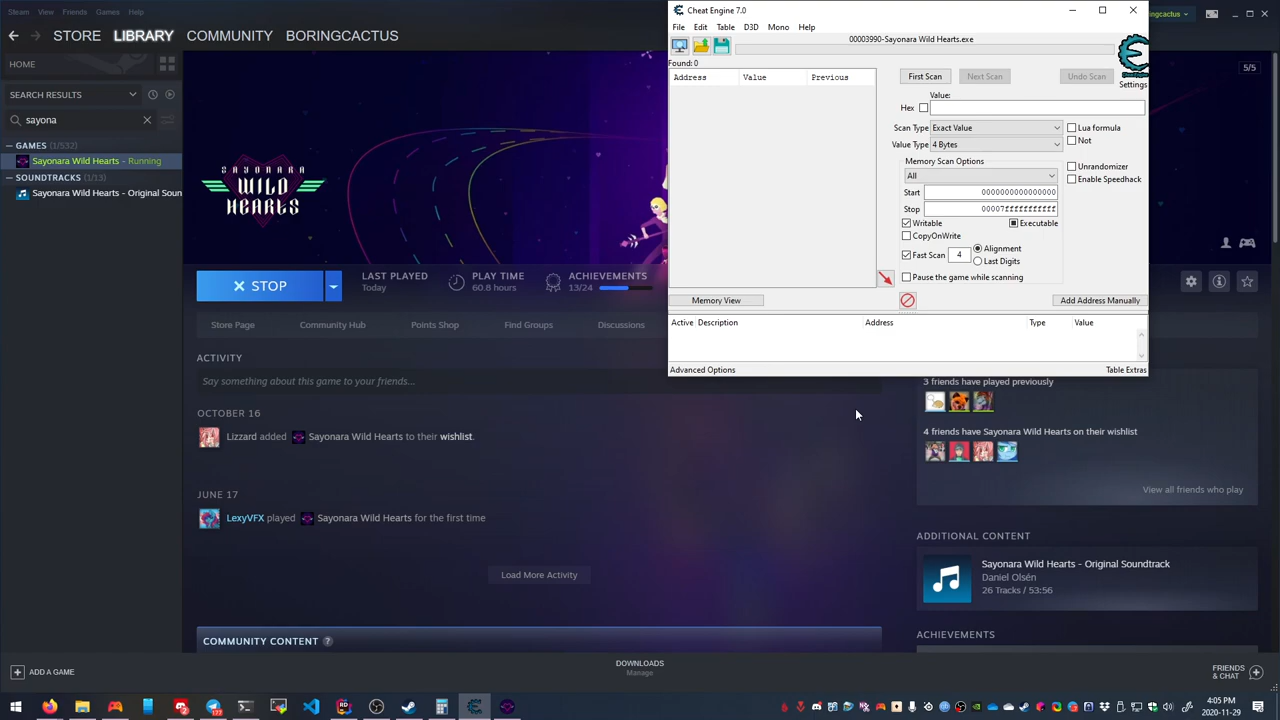 Steam View Friends Games Help
STORE LIBRARY COMMUNITY BORINGCACTUS
SEARCH RESULTS
sayona
GAMES (1/532)
Sayonara Wild Hearts - Running
SOUNDTRACKS (1/13)
Sayonara Wild Hearts - Original Soun
SAYONARA
WILD
HEARTS
STOP
LAST PLAYED
Today
PLAY TIME
60.8 hours
ACHIEVEMENTS
13/24
Store Page Community Hub Points Shop Find Groups Discussions
ACTIVITY
Say something about this game to your friends...
OCTOBER 16
Lizzard added Sayonara Wild Hearts to their wishlist.
JUNE 17
LexyVFX played Sayonara Wild Hearts for the first time
Load More Activity
COMMUNITY CONTENT ?
Cheat Engine 7.0
File Edit Table D3D Mono Help
00003990-Sayonara Wild Hearts.exe
Found: 0
Address Value Previous
First Scan Next Scan Undo Scan
Settings
Value:
Hex
Scan Type Exact Value
Lua formula
Not
Value Type 4 Bytes
Memory Scan Options
All
Unrandomizer
Enable Speedhack
Start 0000000000000000
Stop 00007fffffffffff
Writable Executable
CopyOnWrite
Fast Scan 4 Alignment
Last Digits
Pause the game while scanning
Memory View
Add Address Manually
Active Description Address Type Value
Advanced Options Table Extras
ngcactus
5/5
3 friends have played previously
4 friends have Sayonara Wild Hearts on their wishlist
View all friends who play
ADDITIONAL CONTENT
Sayonara Wild Hearts - Original Soundtrack
Daniel Olsén
26 Tracks / 53:56
ACHIEVEMENTS
ADD A GAME
DOWNLOADS
Manage
FRIENDS
& CHAT
4:05 PM
2020-11-29